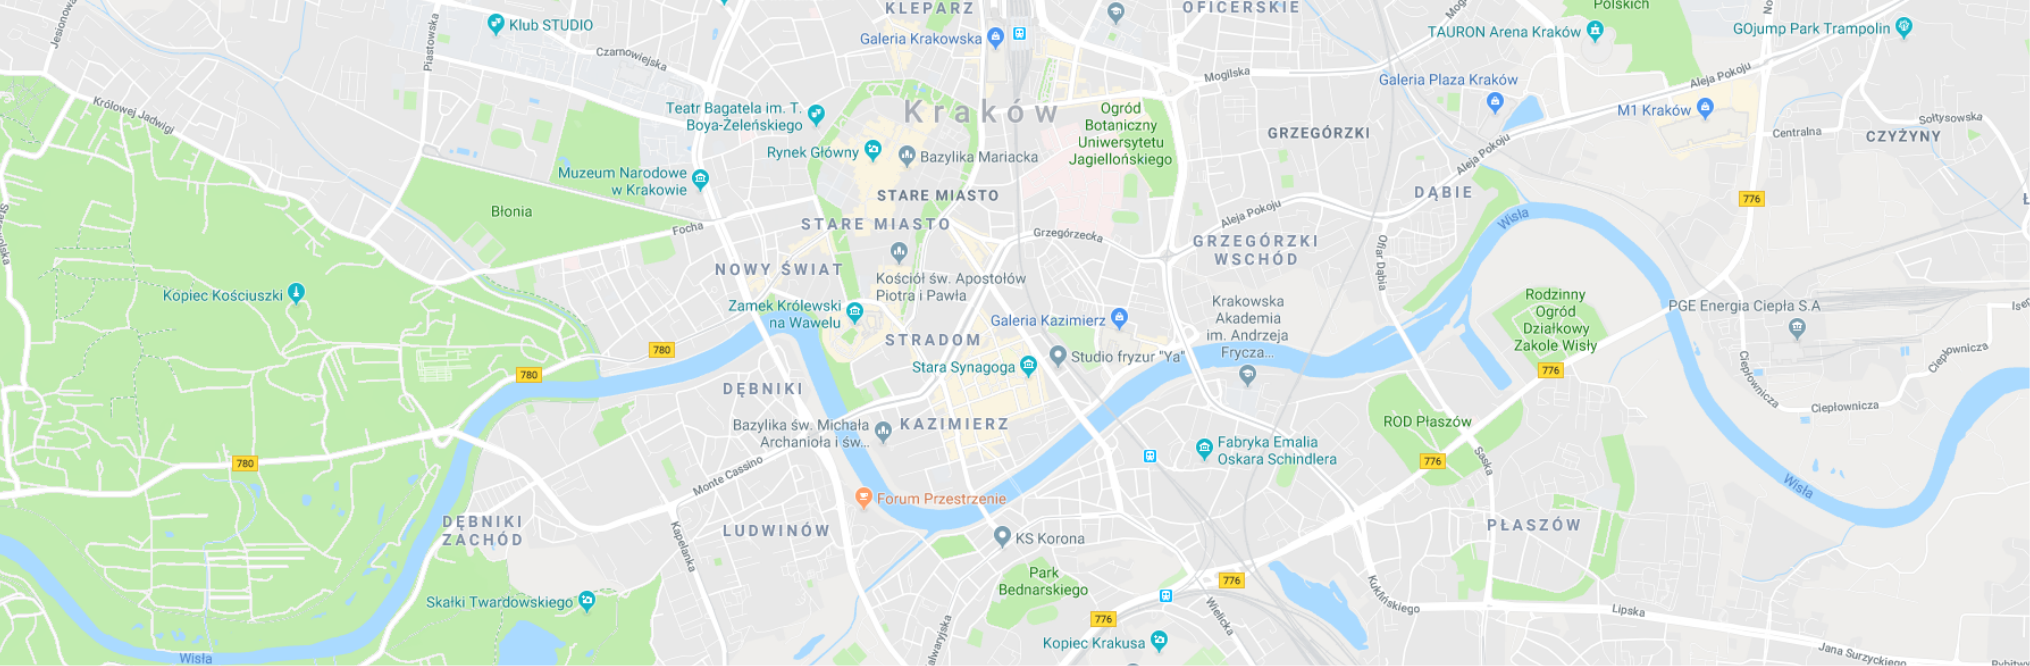 KLEPARZ
OFICERSKIE
Polskich
Klub STUDIO
Piastowska
Czarnowiejska
Galeria Krakowska
TAURON Arena Kraków
GOjump Park Trampolin
Mogilska
Galeria Plaza Kraków
Aleja Pokoju
M1 Kraków
Królowej Jadwigi
Teatr Bagatela im. T.
Boya-Żeleńskiego
Kraków
Ogród
Botaniczny
Uniwersytetu
Jagiellońskiego
GRZEGÓRZKI
Centralna
Sołtysowska
CZYŻYNY
Rynek Główny
Bazylika Mariacka
Aleja Pokoju
Muzeum Narodowe
w Krakowie
STARE MIASTO
DĄBIE
776
Błonia
STARE MIASTO
Focha
Grzegórzecka
Aleja Pokoju
Wisła
GRZEGÓRZKI
WSCHÓD
Ofiar Dąbia
NOWY ŚWIAT
Kościół św. Apostołów
Piotra i Pawła
Kopiec Kościuszki
Zamek Królewski
na Wawelu
Galeria Kazimierz
Krakowska
Akademia
im. Andrzeja
Frycza...
Rodzinny
Ogród
Działkowy
Zakole Wisły
PGE Energia Ciepła S.A
STRADOM
780
Studio fryzur "Ya"
Stara Synagoga
780
776
Ciepłownicza
Ciepłownicza
Ciepłownicza
DĘBNIKI
Bazylika św. Michała
Archanioła i św...
KAZIMIERZ
ROD Płaszów
Fabryka Emalia
Oskara Schindlera
780
776
Saska
Monte Cassino
Wisła
Forum Przestrzenie
DĘBNIKI
ZACHÓD
LUDWINÓW
Kapelanka
KS Korona
PŁASZÓW
Park
Bednarskiego
776
Skałki Twardowskiego
776
Wielicka
Kuklińskiego
Lipska
Kopiec Krakusa
Jana Surzyckiego
Wisła